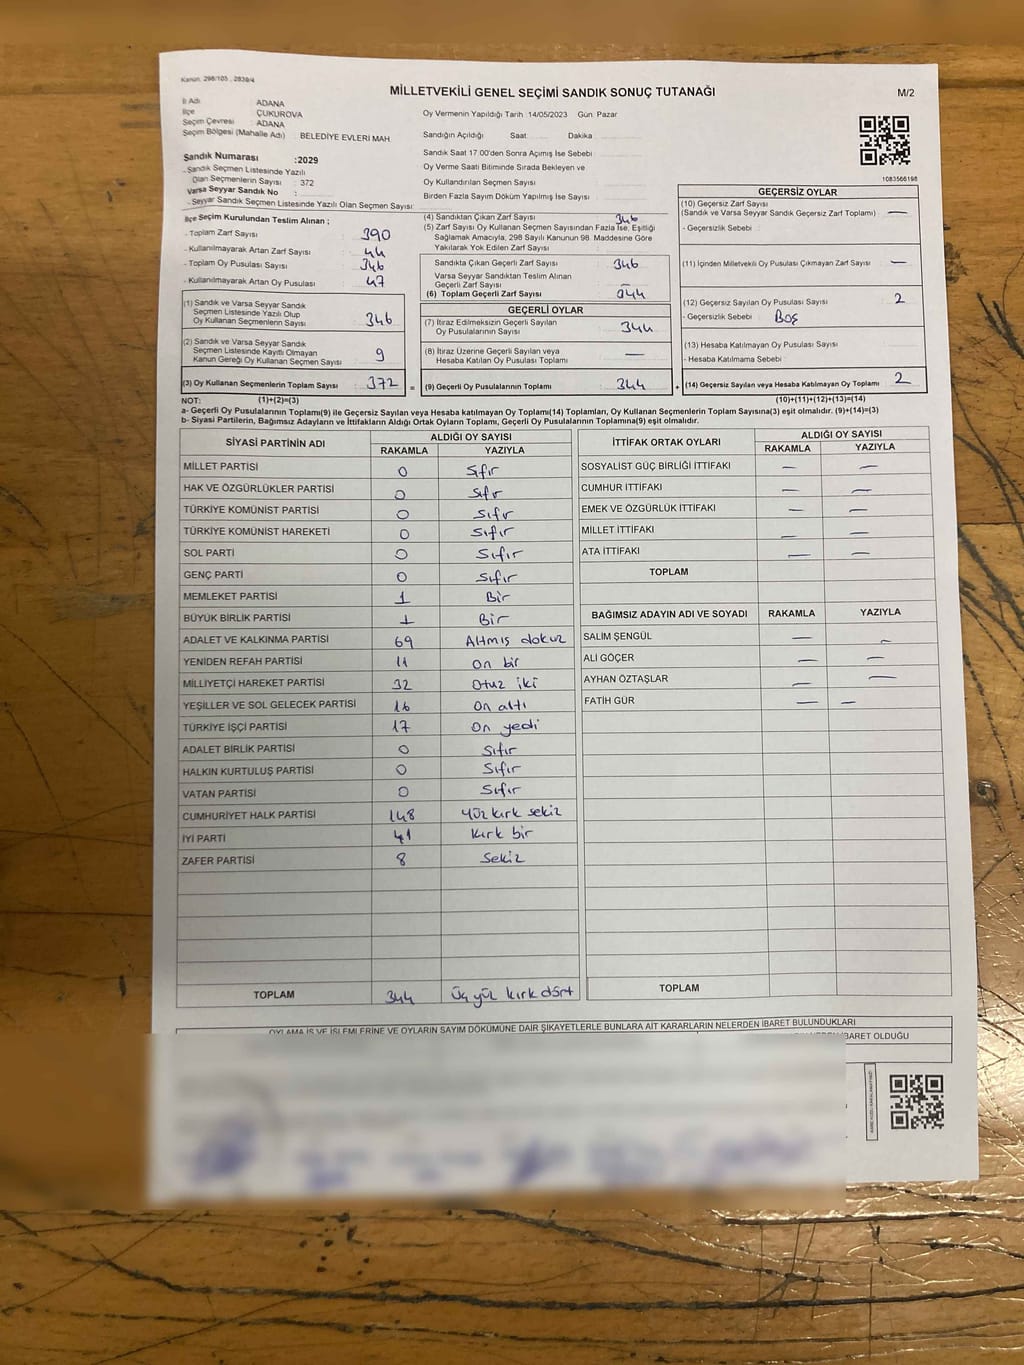 Kanun. 298/105 , 2839/4
MİLLETVEKİLİ GENEL SEÇİMİ SANDIK SONUÇ TUTANAĞI
M/2
İl Adı ADANA
İlçe ÇUKUROVA
Seçim Çevresi ADANA
Seçim Bölgesi (Mahalle Adı) BELEDİYE EVLERİ MAH.
Sandık Numarası :2029
- Sandık Seçmen Listesinde Yazılı
Olan Seçmenlerin Sayısı : 372
Varsa Seyyar Sandık No :
- Seyyar Sandık Seçmen Listesinde Yazılı Olan Seçmen Sayısı:
Oy Vermenin Yapıldığı Tarih 14/05/2023 Gün. Pazar
Sandığın Açıldığı Saat Dakika
Sandık Saat 17.00'den Sonra Açımış İse Sebebi
Oy Verme Saati Bitiminde Sırada Bekleyen ve
Oy Kullandırılan Seçmen Sayısı
Birden Fazla Sayım Döküm Yapılmış İse Sayısı
1083566198
İlçe Seçim Kurulundan Teslim Alınan ;
- Toplam Zarf Sayısı 390
- Kullanılmayarak Artan Zarf Sayısı 44
- Toplam Oy Pusulası Sayısı 346
- Kullanılmayarak Artan Oy Pusulası 47
(1) Sandık ve Varsa Seyyar Sandık
Seçmen Listesinde Yazılı Olup
Oy Kullanan Seçmenlerin Sayısı 346
(2) Sandık ve Varsa Seyyar Sandık
Seçmen Listesinde Kayıtlı Olmayan
Kanun Gereği Oy Kullanan Seçmen Sayısı 9
(3) Oy Kullanan Seçmenlerin Toplam Sayısı 372 =
(4) Sandıktan Çıkan Zarf Sayısı 346
(5) Zarf Sayısı Oy Kullanan Seçmen Sayısından Fazla İse, Eşitliği
Sağlamak Amacıyla, 298 Sayılı Kanunun 98. Maddesine Göre
Yakılarak Yok Edilen Zarf Sayısı
Sandıkta Çıkan Geçerli Zarf Sayısı 346
Varsa Seyyar Sandıktan Teslim Alınan
Geçerli Zarf Sayısı —
(6) Toplam Geçerli Zarf Sayısı 344
GEÇERLİ OYLAR
(7) İtiraz Edilmeksizin Geçerli Sayılan
Oy Pusulalarının Sayısı 344
(8) İtiraz Üzerine Geçerli Sayılan veya
Hesaba Katılan Oy Pusulası Toplamı —
(9) Geçerli Oy Pusulalarının Toplamı 344 +
GEÇERSİZ OYLAR
(10) Geçersiz Zarf Sayısı
(Sandık ve Varsa Seyyar Sandık Geçersiz Zarf Toplamı) —
- Geçersizlik Sebebi :
(11) İçinden Milletvekili Oy Pusulası Çıkmayan Zarf Sayısı —
(12) Geçersiz Sayılan Oy Pusulası Sayısı 2
- Geçersizlik Sebebi Boş
(13) Hesaba Katılmayan Oy Pusulası Sayısı
- Hesaba Katılmama Sebebi
(14) Geçersiz Sayılan veya Hesaba Katılmayan Oy Toplamı 2
NOT: (1)+(2)=(3) (10)+(11)+(12)+(13)=(14)
a- Geçerli Oy Pusulalarının Toplamı(9) ile Geçersiz Sayılan veya Hesaba katılmayan Oy Toplamı(14) Toplamları, Oy Kullanan Seçmenlerin Toplam Sayısına(3) eşit olmalıdır. (9)+(14)=(3)
b- Siyasi Partilerin, Bağımsız Adayların ve İttifakların Aldığı Ortak Oyların Toplamı, Geçerli Oy Pusulalarının Toplamına(9) eşit olmalıdır.
SİYASİ PARTİNİN ADI ALDIĞI OY SAYISI
RAKAMLA YAZIYLA
MİLLET PARTİSİ 0 Sıfır
HAK VE ÖZGÜRLÜKLER PARTİSİ 0 Sıfır
TÜRKİYE KOMÜNİST PARTİSİ 0 Sıfır
TÜRKİYE KOMÜNİST HAREKETİ 0 Sıfır
SOL PARTİ 0 Sıfır
GENÇ PARTİ 0 Sıfır
MEMLEKET PARTİSİ 1 Bir
BÜYÜK BİRLİK PARTİSİ 1 Bir
ADALET VE KALKINMA PARTİSİ 69 Altmış dokuz
YENİDEN REFAH PARTİSİ 11 On bir
MİLLİYETÇİ HAREKET PARTİSİ 32 Otuz iki
YEŞİLLER VE SOL GELECEK PARTİSİ 16 On altı
TÜRKİYE İŞÇİ PARTİSİ 17 On yedi
ADALET BİRLİK PARTİSİ 0 Sıfır
HALKIN KURTULUŞ PARTİSİ 0 Sıfır
VATAN PARTİSİ 0 Sıfır
CUMHURİYET HALK PARTİSİ 148 Yüz kırk sekiz
İYİ PARTİ 41 Kırk bir
ZAFER PARTİSİ 8 Sekiz
TOPLAM 344 Üç yüz kırk dört
İTTİFAK ORTAK OYLARI ALDIĞI OY SAYISI
RAKAMLA YAZIYLA
SOSYALİST GÜÇ BİRLİĞİ İTTİFAKI — —
CUMHUR İTTİFAKI — —
EMEK VE ÖZGÜRLÜK İTTİFAKI — —
MİLLET İTTİFAKI — —
ATA İTTİFAKI — —
TOPLAM
BAĞIMSIZ ADAYIN ADI VE SOYADI RAKAMLA YAZIYLA
SALİM ŞENGÜL — —
ALİ GÖÇER — —
AYHAN ÖZTAŞLAR — —
FATİH GÜR — —
TOPLAM
OYLAMA İŞ VE İŞLEMLERİNE VE OYLARIN SAYIM DÖKÜMÜNE DAİR ŞİKAYETLERLE BUNLARA AİT KARARLARIN NELERDEN İBARET BULUNDUKLARI
İBARET OLDUĞU